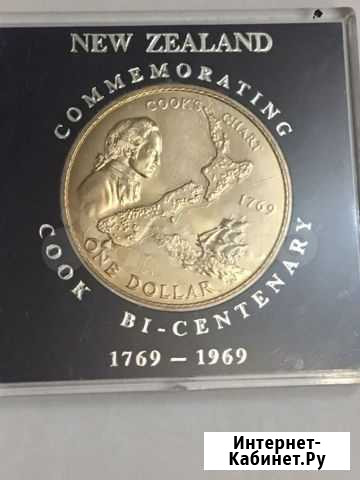 NEW ZEALAND
COMMEMORATING
COOK'S CHART
1769
ONE DOLLAR
COOK BI-CENTENARY
1769 – 1969
Интернет-
Кабинет.Ру